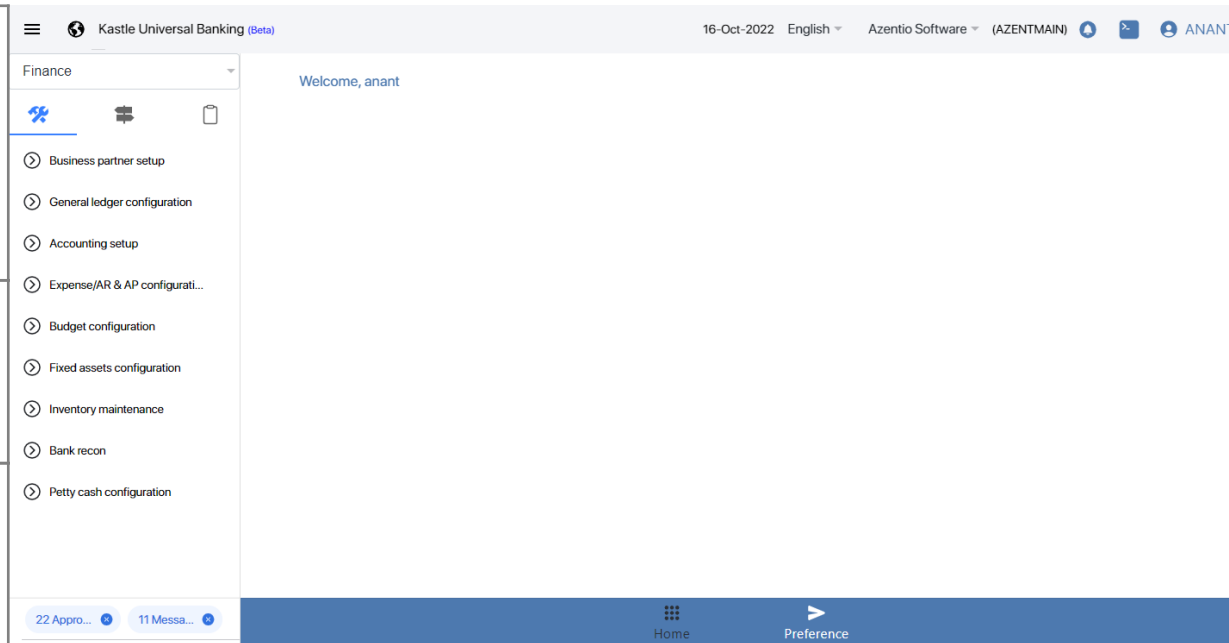 Kastle Universal Banking (Beta)
16-Oct-2022 English Azentio Software (AZENTMAIN) ANANT
Finance
Welcome, anant
Business partner setup
General ledger configuration
Accounting setup
Expense/AR & AP configurati...
Budget configuration
Fixed assets configuration
Inventory maintenance
Bank recon
Petty cash configuration
22 Appro... 11 Messa...
Home Preference